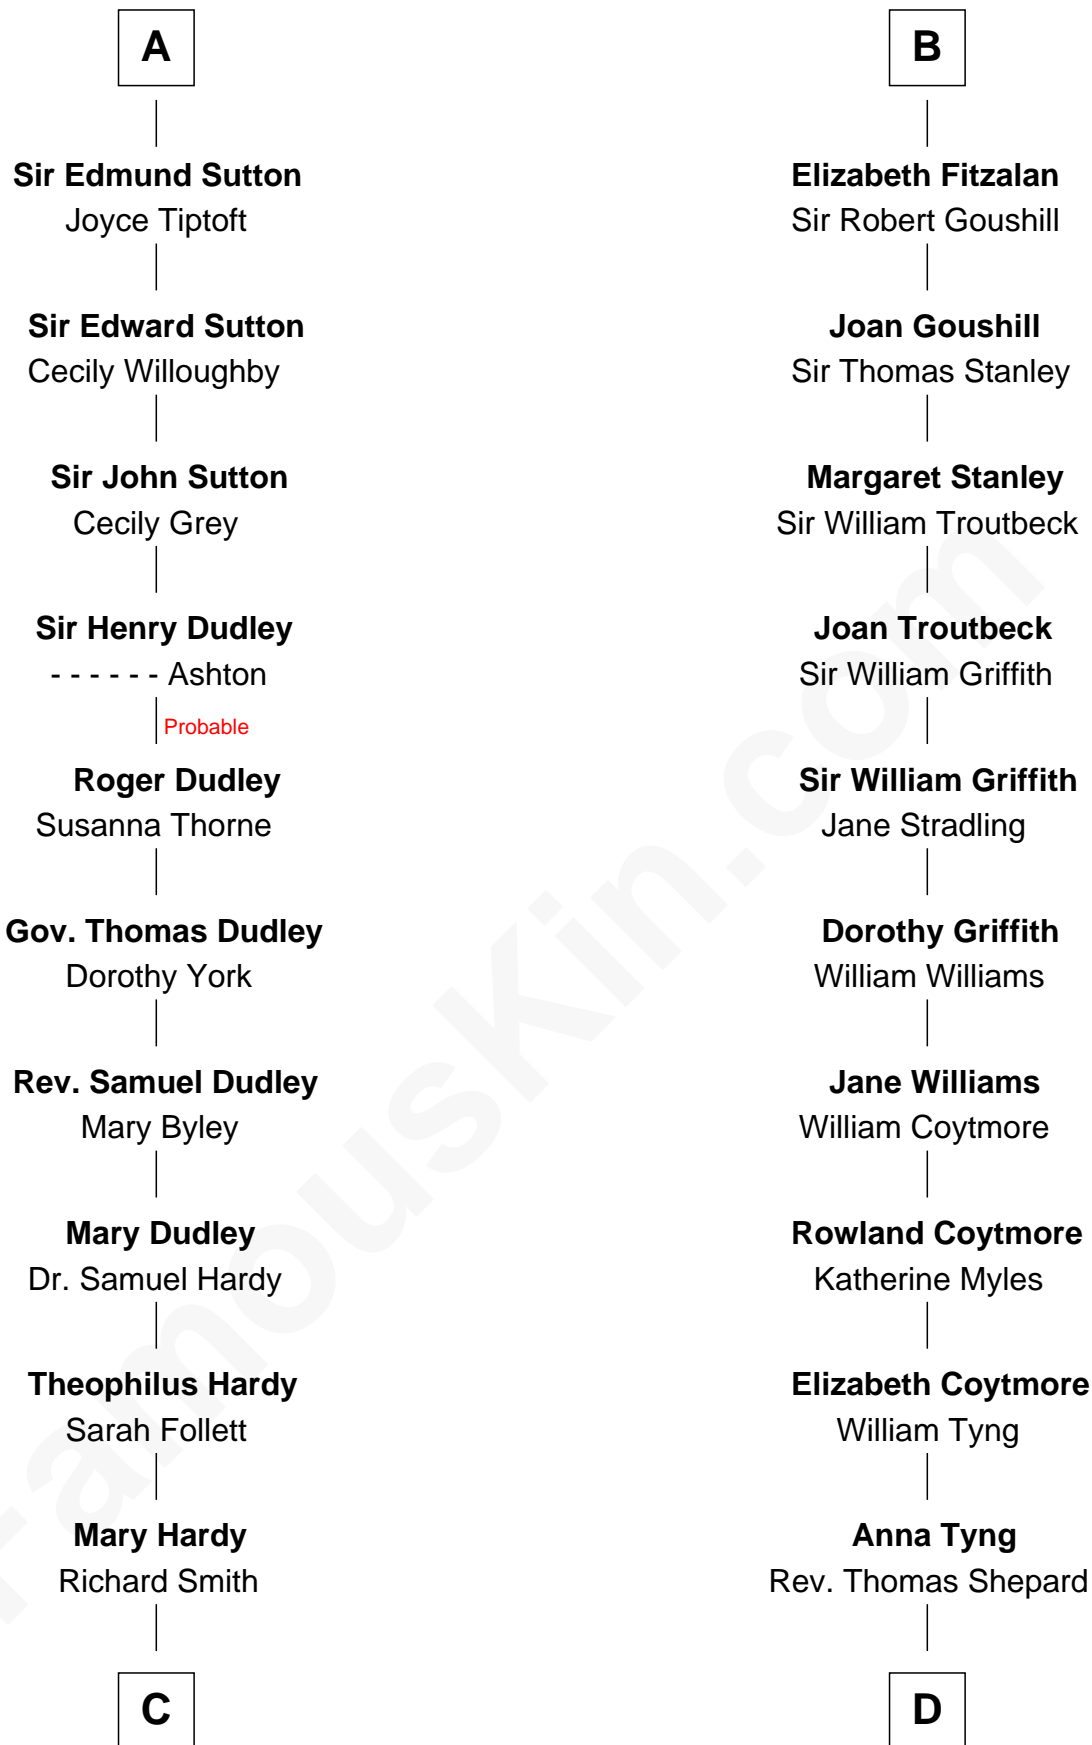 A
Sir Edmund Sutton
Joyce Tiptoft
Sir Edward Sutton
Cecily Willoughby
Sir John Sutton
Cecily Grey
Sir Henry Dudley
- - - - - - Ashton
Probable
Roger Dudley
Susanna Thorne
Gov. Thomas Dudley
Dorothy York
Rev. Samuel Dudley
Mary Byley
Mary Dudley
Dr. Samuel Hardy
Theophilus Hardy
Sarah Follett
Mary Hardy
Richard Smith
C
B
Elizabeth Fitzalan
Sir Robert Goushill
Joan Goushill
Sir Thomas Stanley
Margaret Stanley
Sir William Troutbeck
Joan Troutbeck
Sir William Griffith
Sir William Griffith
Jane Stradling
Dorothy Griffith
William Williams
Jane Williams
William Coytmore
Rowland Coytmore
Katherine Myles
Elizabeth Coytmore
William Tyng
Anna Tyng
Rev. Thomas Shepard
D
FamousKin.com